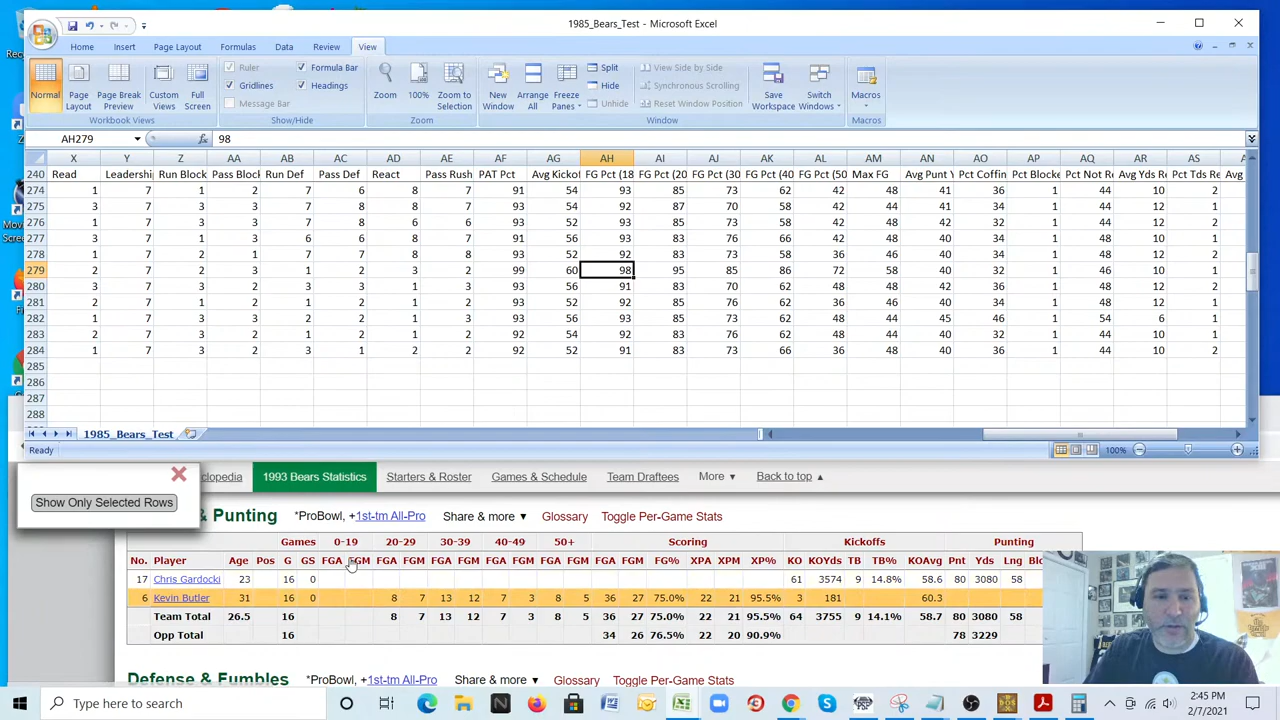 1985_Bears_Test - Microsoft Excel
Home Insert Page Layout Formulas Data Review View
Normal Page Layout Page Break Preview Custom Views Full Screen
Workbook Views
Ruler Formula Bar
Gridlines Headings
Message Bar
Show/Hide
Zoom 100% Zoom to Selection
Zoom
New Window Arrange All Freeze Panes
Split View Side by Side
Hide Synchronous Scrolling
Unhide Reset Window Position
Window
Save Workspace Switch Windows
Macros
Macros
AH279 fx 98
X Y Z AA AB AC AD AE AF AG AH AI AJ AK AL AM AN AO AP AQ AR AS
240 Read Leadership Run Block Pass Block Run Def Pass Def React Pass Rush PAT Pct Avg Kickof FG Pct (18 FG Pct (20 FG Pct (30 FG Pct (40 FG Pct (50 Max FG Avg Punt Y Pct Coffin Pct Blocke Pct Not Re Avg Yds Re Pct Tds Re Avg
274 1 7 1 2 7 6 8 7 91 54 93 85 73 62 42 48 41 36 1 44 10 2
275 3 7 1 3 7 8 8 7 93 54 92 87 70 58 42 44 41 34 1 44 12 1
276 1 7 3 3 7 8 6 6 93 52 93 85 73 58 48 48 42 32 1 48 12 1
277 3 7 1 3 6 6 8 7 91 56 93 83 76 66 42 48 40 34 1 48 10 1
278 1 7 3 1 7 7 8 8 93 52 92 83 73 58 36 46 40 34 1 48 12 1
279 2 7 2 3 1 2 3 2 99 60 98 95 85 86 72 58 40 32 1 46 10 1
280 3 7 3 2 3 3 1 3 93 56 91 83 70 62 48 48 42 36 1 44 12 1
281 2 7 1 2 1 2 1 2 93 52 92 85 76 62 36 46 40 34 1 48 12 1
282 3 7 3 2 2 2 1 3 93 56 93 83 73 62 48 44 45 46 1 54 6 1
283 2 7 3 2 1 2 1 2 92 54 92 83 76 62 48 44 40 32 1 44 10 1
284 1 7 3 2 3 1 2 2 92 52 91 83 73 66 36 48 40 36 1 44 10 2
285
286
287
288
1985_Bears_Test
Ready 100%
Show Only Selected Rows
clopedia 1993 Bears Statistics Starters & Roster Games & Schedule Team Draftees More ▼ Back to top ▲
& Punting *ProBowl, +1st-tm All-Pro Share & more ▼ Glossary Toggle Per-Game Stats
Games 0-19 20-29 30-39 40-49 50+ Scoring Kickoffs Punting
No. Player Age Pos G GS FGA FGM FGA FGM FGA FGM FGA FGM FGA FGM FGA FGM FG% XPA XPM XP% KO KOYds TB TB% KOAvg Pnt Yds Lng
17 Chris Gardocki 23 16 0 61 3574 9 14.8% 58.6 80 3080 58
6 Kevin Butler 31 16 0 8 7 13 12 7 3 8 5 36 27 75.0% 22 21 95.5% 3 181 60.3
Team Total 26.5 16 8 7 13 12 7 3 8 5 36 27 75.0% 22 21 95.5% 64 3755 9 14.1% 58.7 80 3080 58
Opp Total 16 34 26 76.5% 22 20 90.9% 78 3229
Defense & Fumbles *ProBowl, +1st-tm All-Pro Share & more ▼ Glossary Toggle Per-Game Stats
Type here to search
2:45 PM
2/7/2021